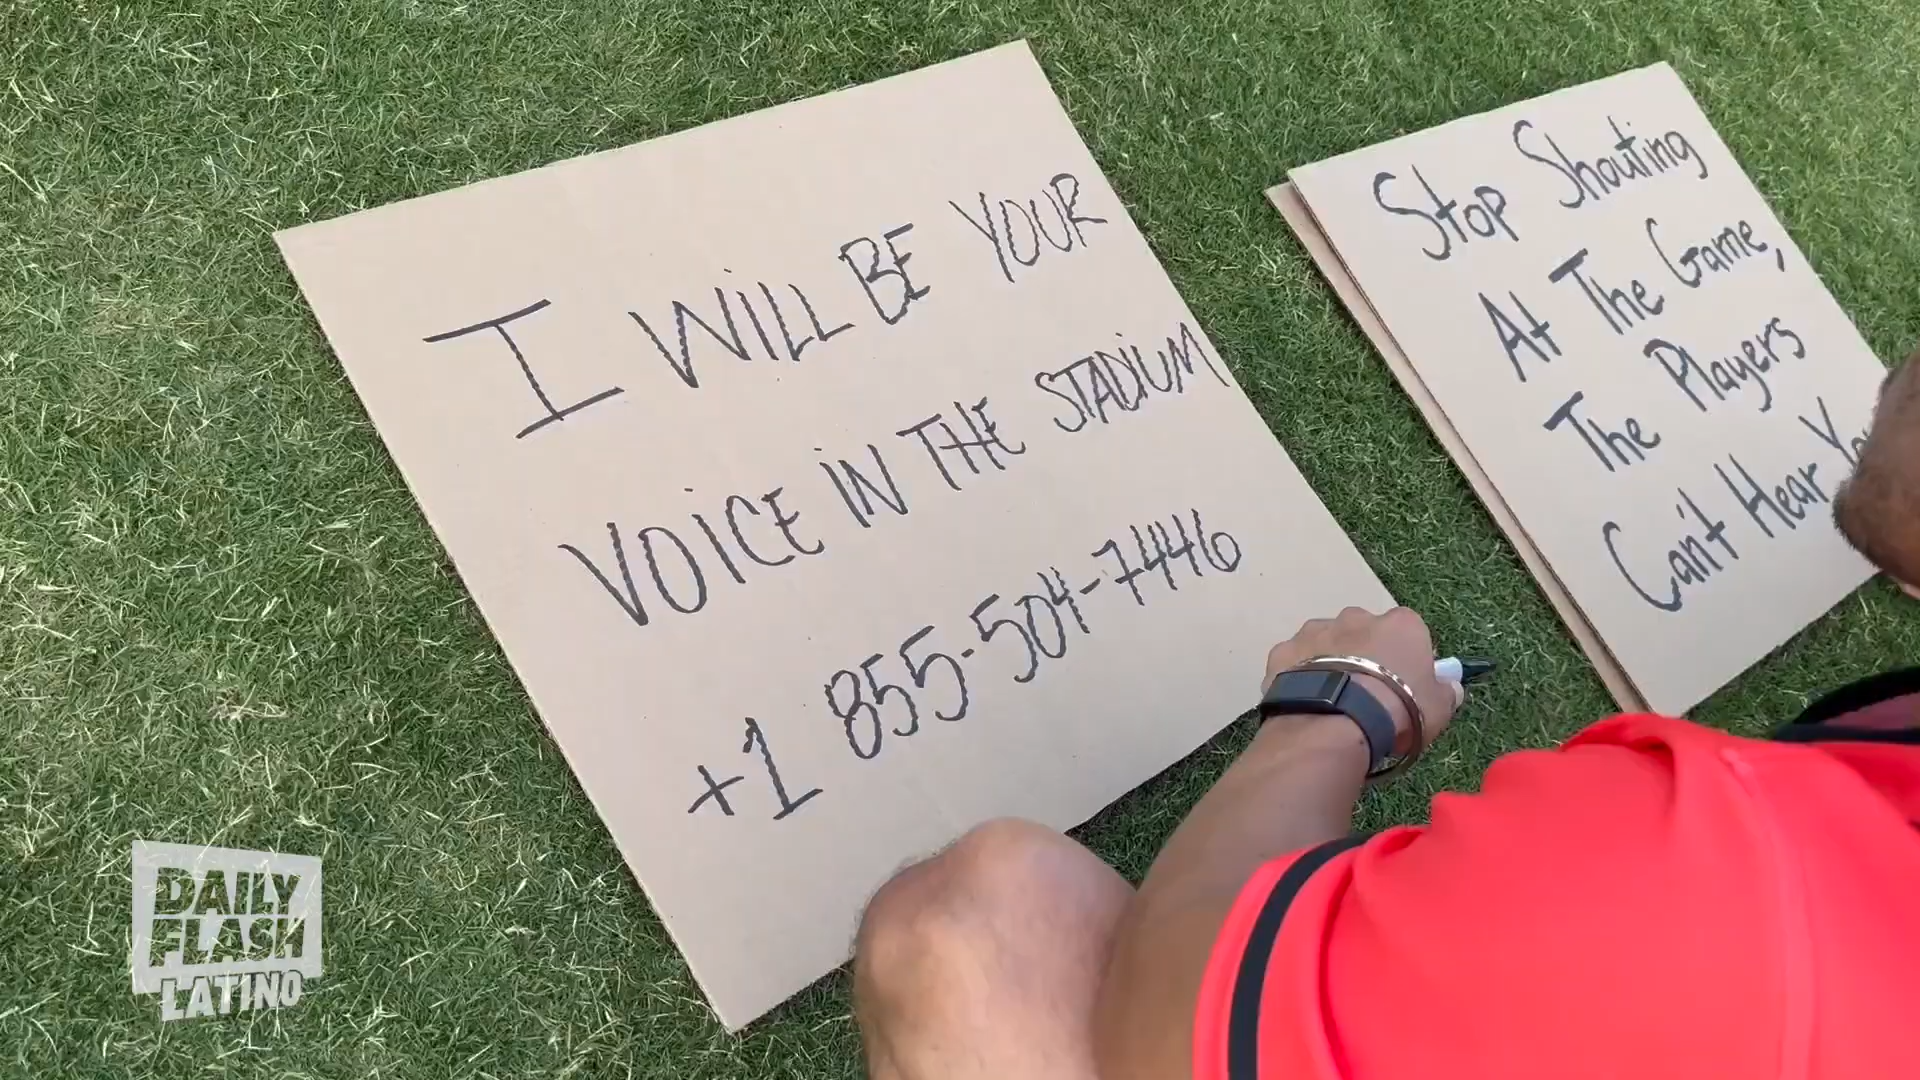 I WILL BE YOUR
VOICE IN THE STADIUM
+1 855-504-7446
Stop Shouting
At The Game,
The Players
Can't Hear
DAILY
FLASH
LATINO